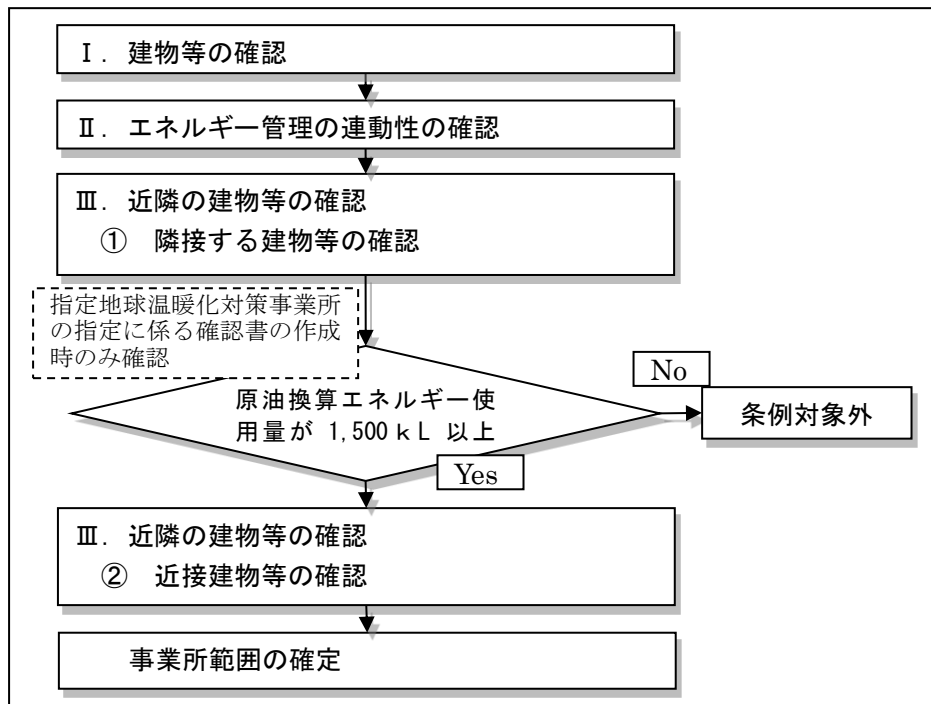 Ⅰ．建物等の確認
Ⅱ．エネルギー管理の連動性の確認
Ⅲ．近隣の建物等の確認
① 隣接する建物等の確認
指定地球温暖化対策事業所
の指定に係る確認書の作成
時のみ確認
原油換算エネルギー使
用量が 1,500ｋL 以上
No
条例対象外
Yes
Ⅲ．近隣の建物等の確認
② 近接建物等の確認
事業所範囲の確定